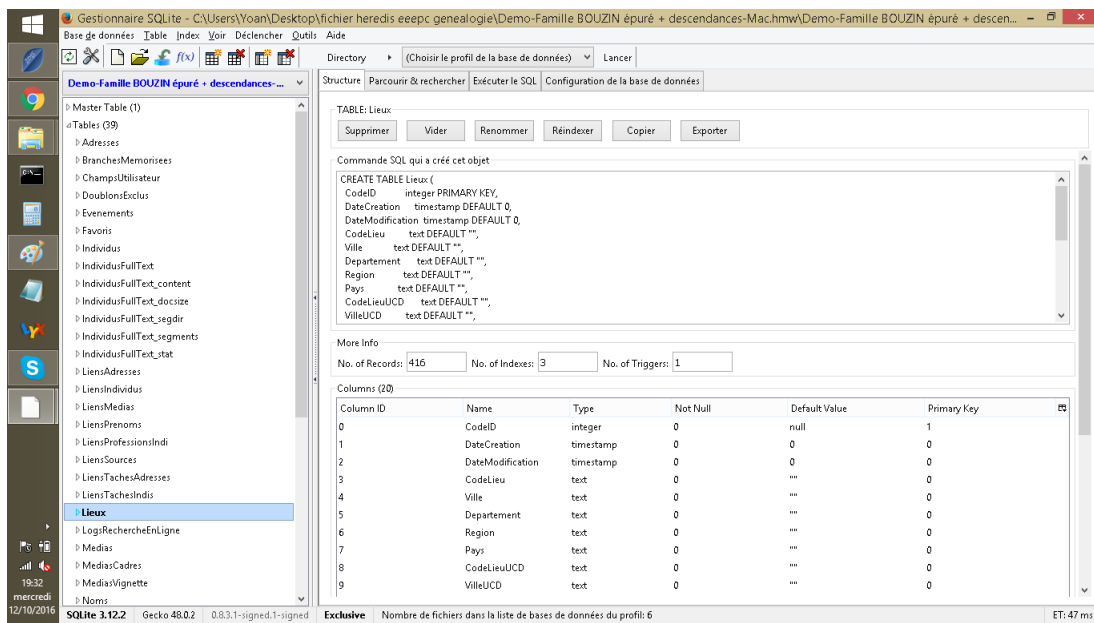 Gestionnaire SQLite - C:\Users\Yoan\Desktop\fichier heredis eeepc genealogie\Demo-Famille BOUZIN épuré + descendances-Mac.hmw\Demo-Famille BOUZIN épuré + descen...
Base de données Table Index Voir Déclencher Outils Aide
f(x) Directory (Choisir le profil de la base de données) Lancer
Demo-Famille BOUZIN épuré + descendances-...
Master Table (1)
Tables (39)
Adresses
BranchesMemorisees
ChampsUtilisateur
DoublonsExclus
Evenements
Favoris
Individus
IndividusFullText
IndividusFullText_content
IndividusFullText_docsize
IndividusFullText_segdir
IndividusFullText_segments
IndividusFullText_stat
LiensAdresses
LiensIndividus
LiensMedias
LiensPrenoms
LiensProfessionsIndi
LiensSources
LiensTachesAdresses
LiensTachesIndis
Lieux
LogsRechercheEnLigne
Medias
MediasCadres
MediasVignette
Noms
Structure Parcourir & rechercher Exécuter le SQL Configuration de la base de données
TABLE: Lieux
Supprimer Vider Renommer Réindexer Copier Exporter
Commande SQL qui a créé cet objet
CREATE TABLE Lieux (
CodeID integer PRIMARY KEY,
DateCreation timestamp DEFAULT 0,
DateModification timestamp DEFAULT 0,
CodeLieu text DEFAULT "",
Ville text DEFAULT "",
Departement text DEFAULT "",
Region text DEFAULT "",
Pays text DEFAULT "",
CodeLieuUCD text DEFAULT "",
VilleUCD text DEFAULT "",
More Info
No. of Records: 416 No. of Indexes: 3 No. of Triggers: 1
Columns (20)
Column ID Name Type Not Null Default Value Primary Key
0 CodeID integer 0 null 1
1 DateCreation timestamp 0 0 0
2 DateModification timestamp 0 0 0
3 CodeLieu text 0 "" 0
4 Ville text 0 "" 0
5 Departement text 0 "" 0
6 Region text 0 "" 0
7 Pays text 0 "" 0
8 CodeLieuUCD text 0 "" 0
9 VilleUCD text 0 "" 0
SQLite 3.12.2 Gecko 48.0.2 0.8.3.1-signed.1-signed Exclusive Nombre de fichiers dans la liste de bases de données du profil: 6 ET: 47 ms
19:32
mercredi
12/10/2016